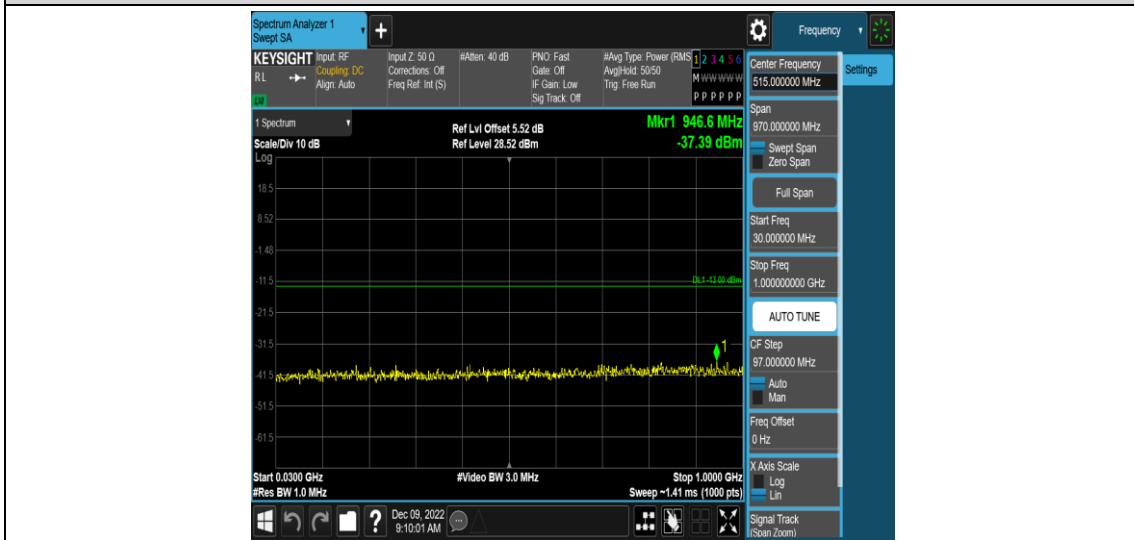 Spectrum Analyzer 1
Swept SA
+
Frequency
KEYSIGHT
RL
LXI
Input: RF
Coupling: DC
Align: Auto
Input Z: 50 Ω
Corrections: Off
Freq Ref: Int (S)
#Atten: 40 dB
PNO: Fast
Gate: Off
IF Gain: Low
Sig Track: Off
#Avg Type: Power (RMS
Avg|Hold: 50/50
Trig: Free Run
1 2 3 4 5 6
M W W W W W
P P P P P P
1 Spectrum
Scale/Div 10 dB
Log
Ref Lvl Offset 5.52 dB
Ref Level 28.52 dBm
Mkr1 946.6 MHz
-37.39 dBm
18.5
8.52
-1.48
-11.5
-21.5
-31.5
-41.5
-51.5
-61.5
DL1 -13.00 dBm
1
Start 0.0300 GHz
#Res BW 1.0 MHz
#Video BW 3.0 MHz
Stop 1.0000 GHz
Sweep ~1.41 ms (1000 pts)
Center Frequency
515.000000 MHz
Settings
Span
970.000000 MHz
Swept Span
Zero Span
Full Span
Start Freq
30.000000 MHz
Stop Freq
1.000000000 GHz
AUTO TUNE
CF Step
97.000000 MHz
Auto
Man
Freq Offset
0 Hz
X Axis Scale
Log
Lin
Signal Track
(Span Zoom)
?
Dec 09, 2022
9:10:01 AM